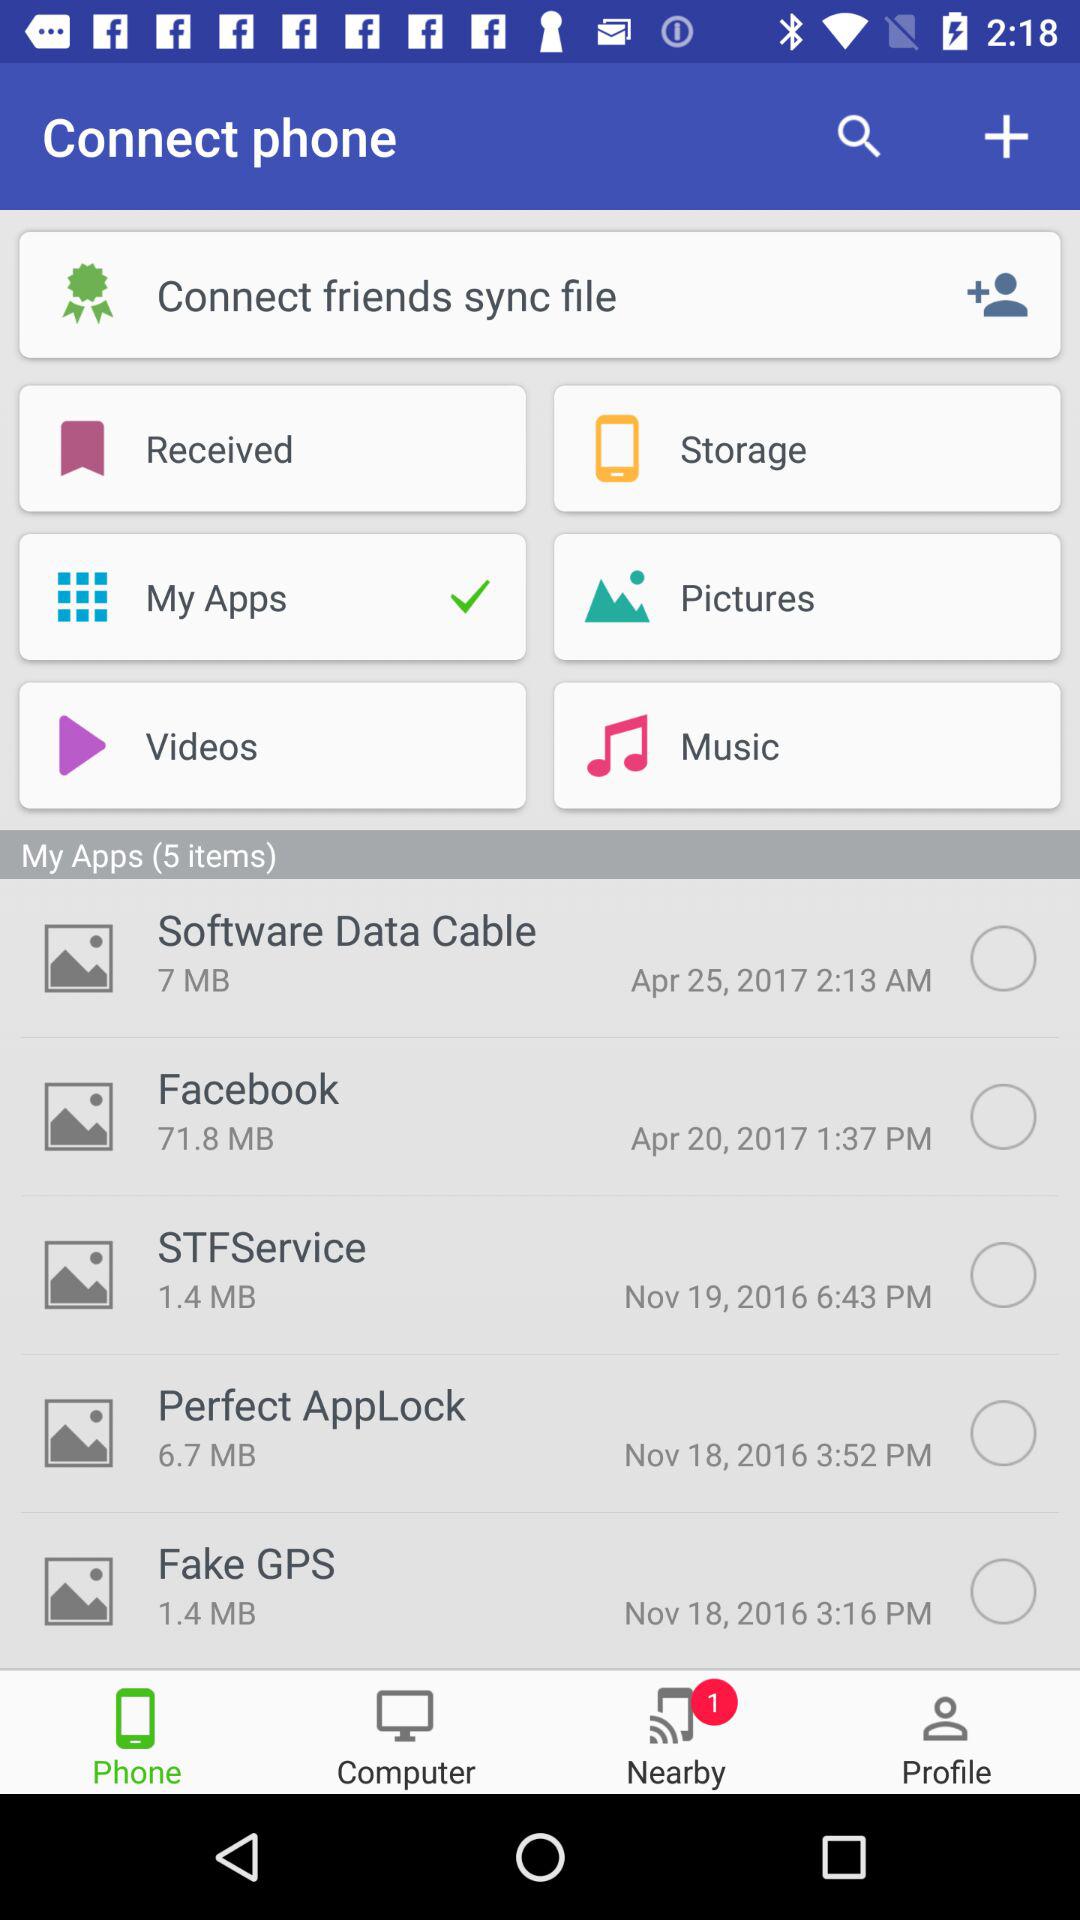 2:18
Connect phone
Connect friends sync file
Received
Storage
My Apps
Pictures
Videos
Music
My Apps (5 items)
Software Data Cable
7 MB
Apr 25, 2017 2:13 AM
Facebook
71.8 MB
Apr 20, 2017 1:37 PM
STFService
1.4 MB
Nov 19, 2016 6:43 PM
Perfect AppLock
6.7 MB
Nov 18, 2016 3:52 PM
Fake GPS
1.4 MB
Nov 18, 2016 3:16 PM
1
Phone
Computer
Nearby
Profile